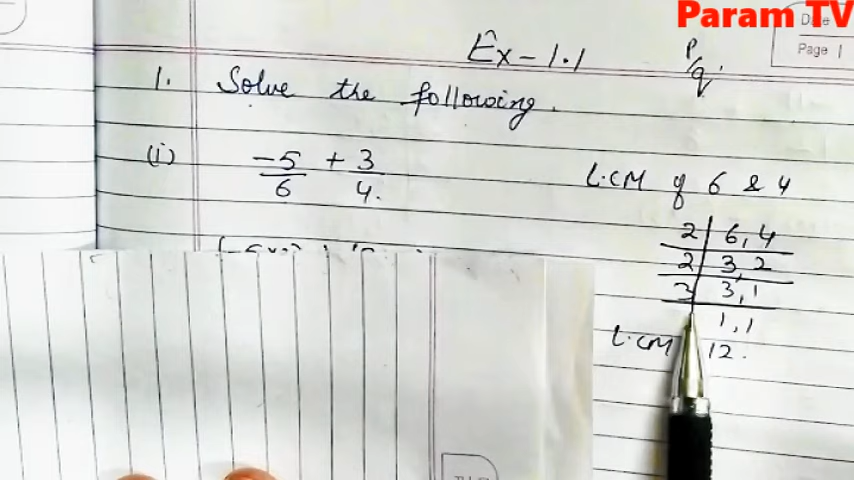 Param TV
Date
Page 1
Ex-1.1
P/q.
1. Solve the following.
(i) -5/6 + 3/4.
L.CM of 6 & 4
2 | 6, 4
2 | 3, 2
3 | 3, 1
1, 1
L.CM 12.